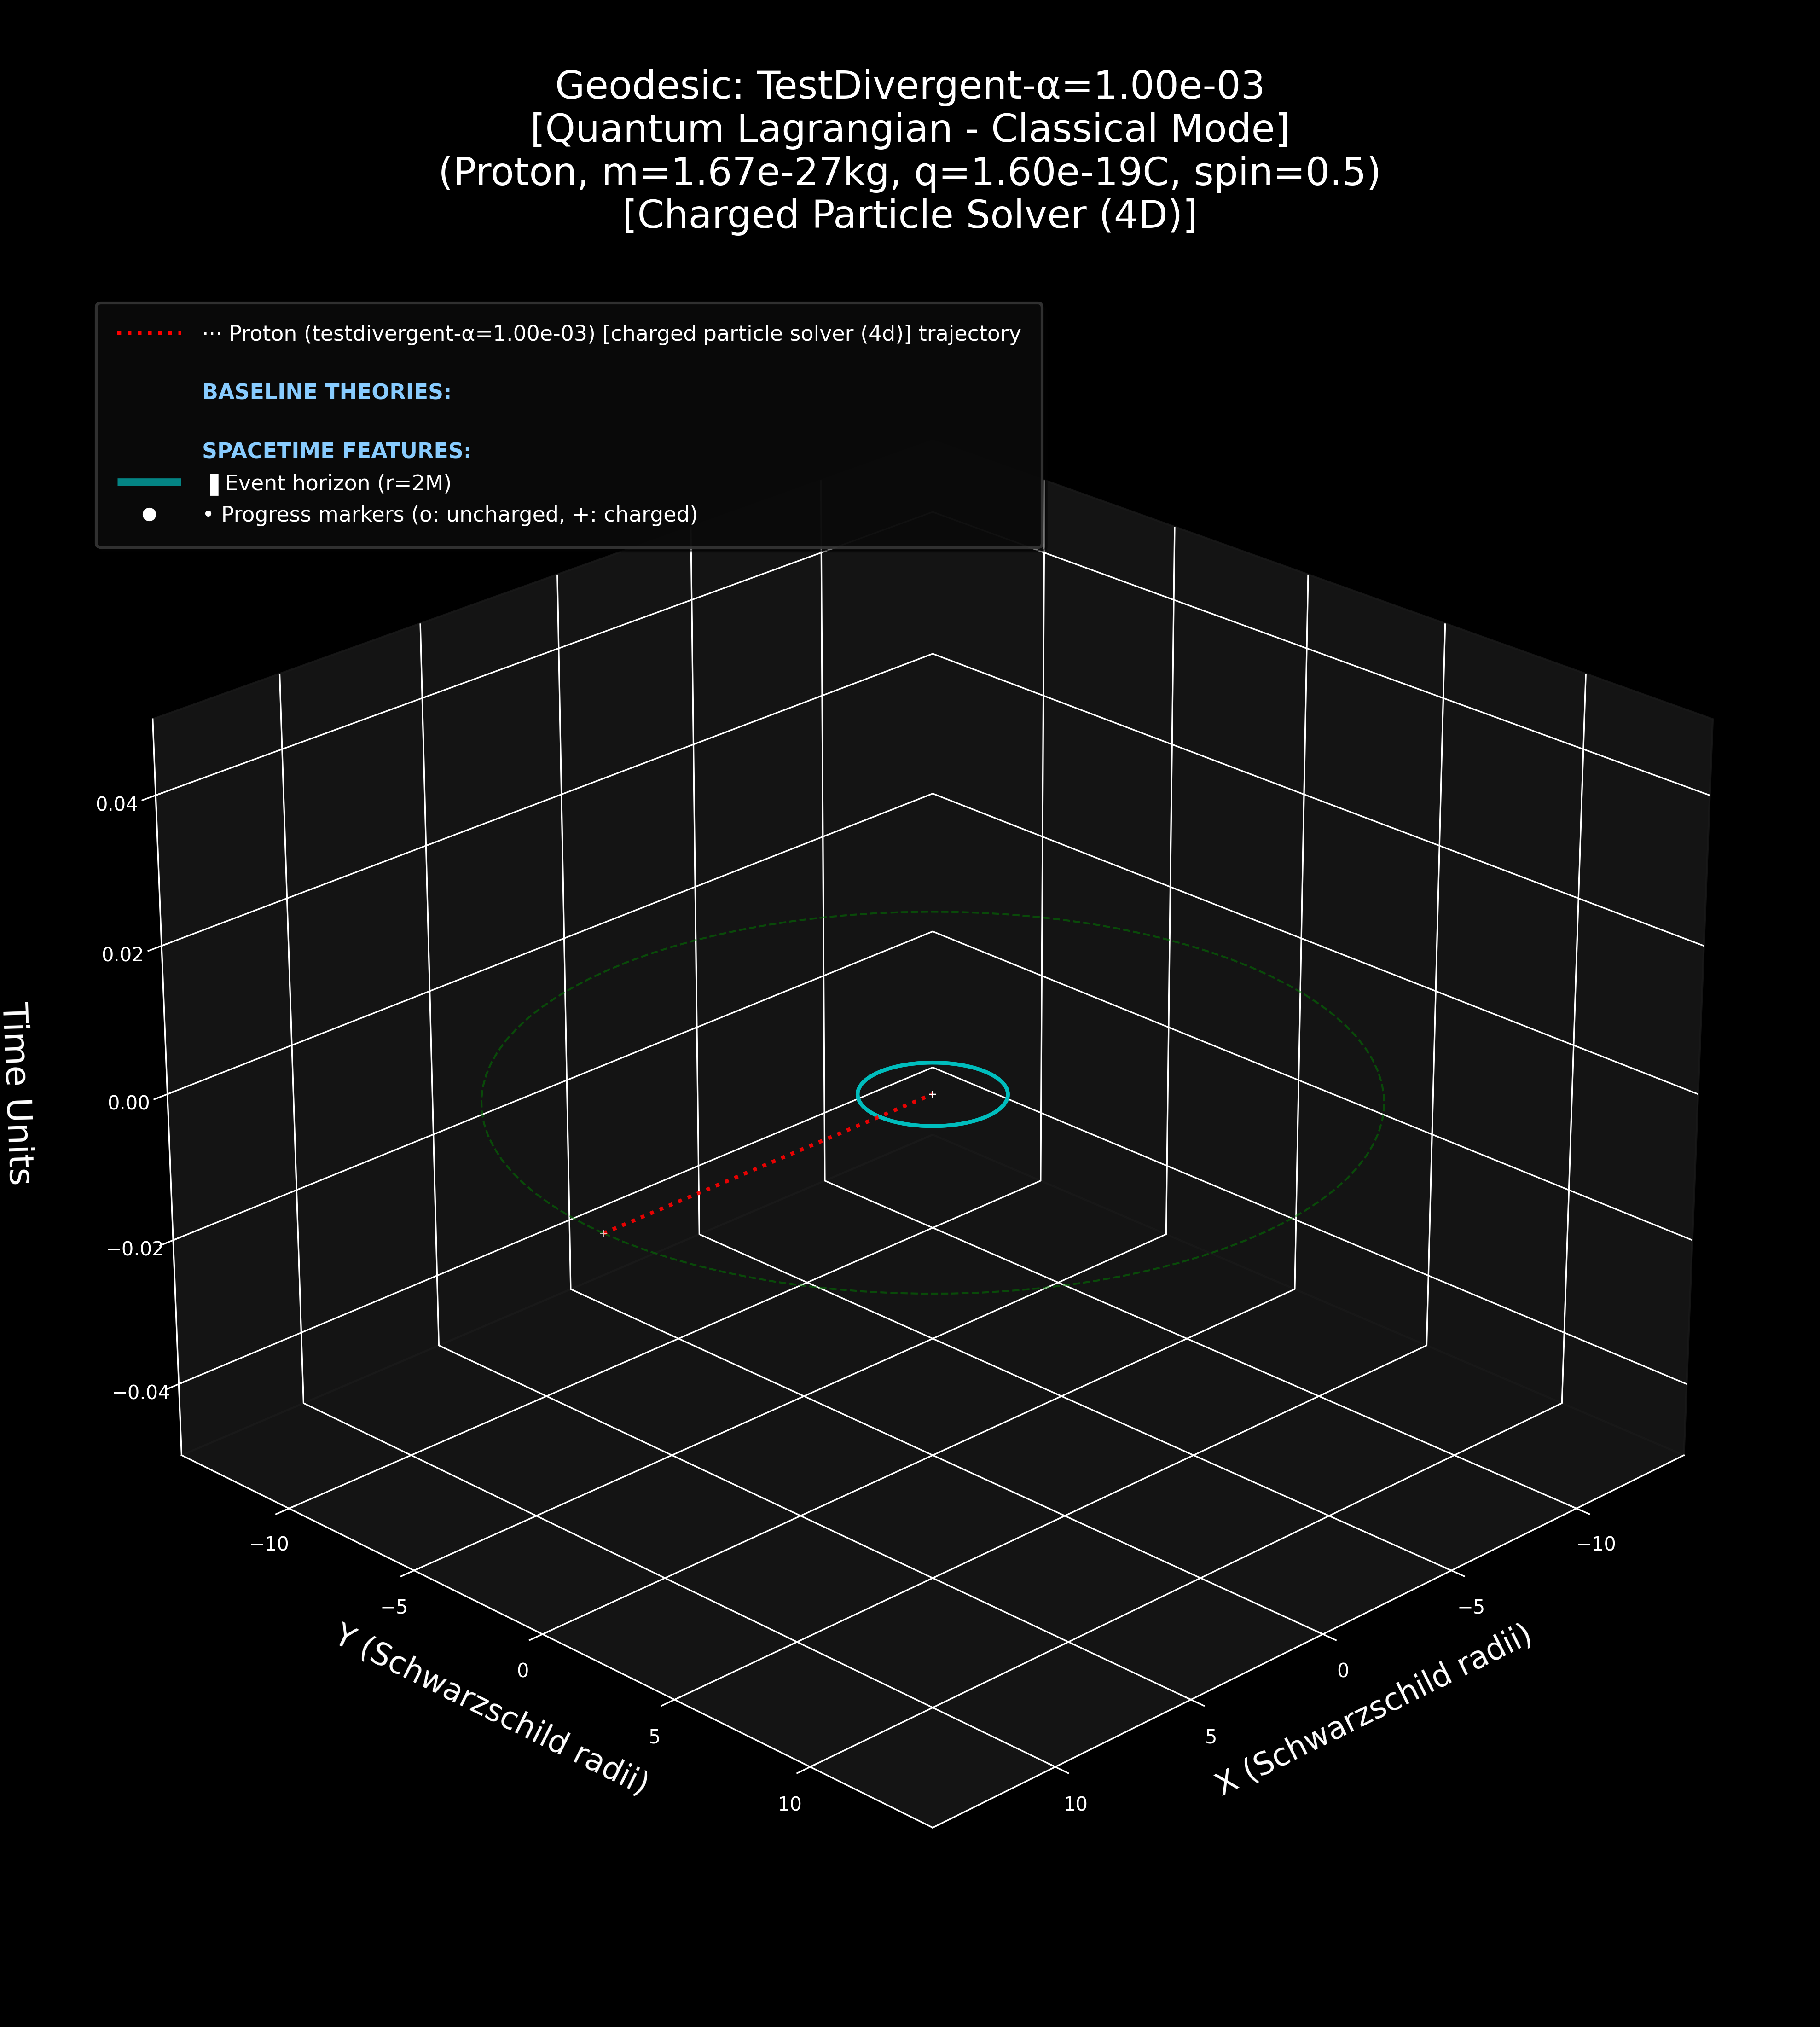 Geodesic: TestDivergent-α=1.00e-03
[Quantum Lagrangian - Classical Mode]
(Proton, m=1.67e-27kg, q=1.60e-19C, spin=0.5)
[Charged Particle Solver (4D)]
··· Proton (testdivergent-α=1.00e-03) [charged particle solver (4d)] trajectory
BASELINE THEORIES:
SPACETIME FEATURES:
▌Event horizon (r=2M)
• Progress markers (o: uncharged, +: charged)
Time Units
0.04
0.02
0.00
−0.02
−0.04
−10
−5
0
5
10
Y (Schwarzschild radii)
−10
−5
0
5
10
X (Schwarzschild radii)